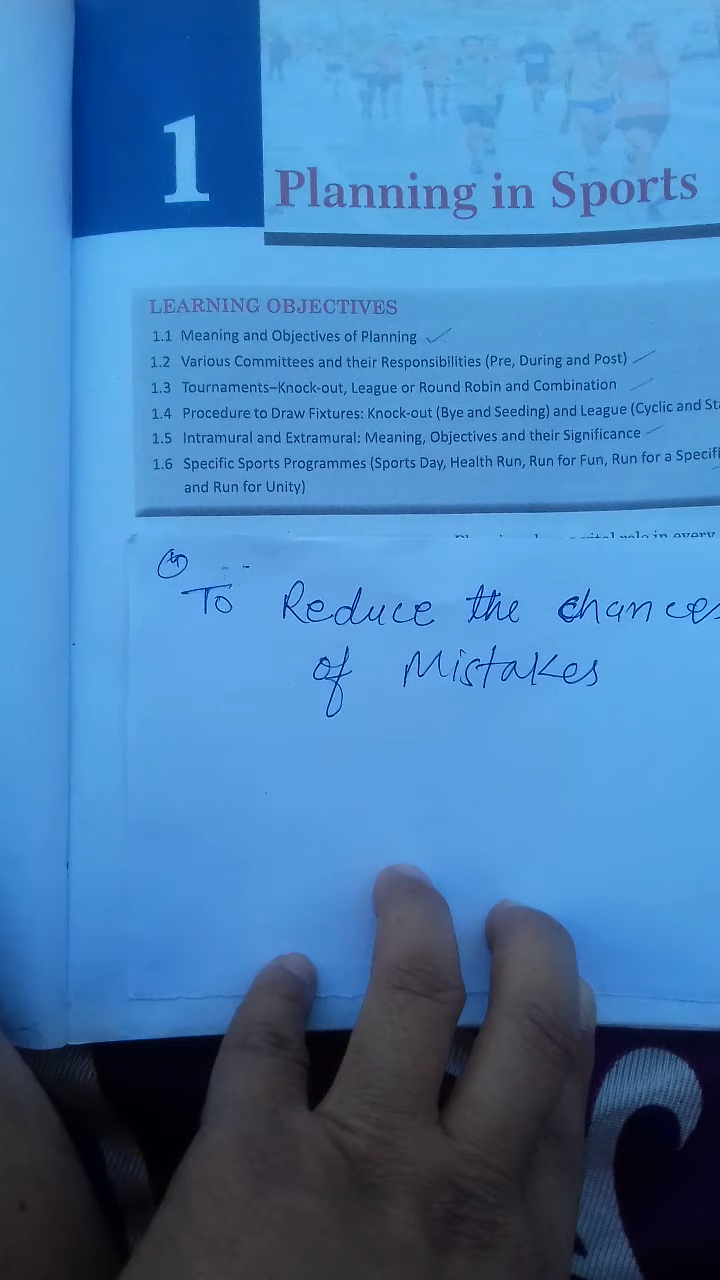 1
Planning in Sports
LEARNING OBJECTIVES
1.1 Meaning and Objectives of Planning
1.2 Various Committees and their Responsibilities (Pre, During and Post)
1.3 Tournaments–Knock-out, League or Round Robin and Combination
1.4 Procedure to Draw Fixtures: Knock-out (Bye and Seeding) and League (Cyclic and
1.5 Intramural and Extramural: Meaning, Objectives and their Significance
1.6 Specific Sports Programmes (Sports Day, Health Run, Run for Fun, Run for a
and Run for Unity)
in every
To Reduce the chances
of Mistakes